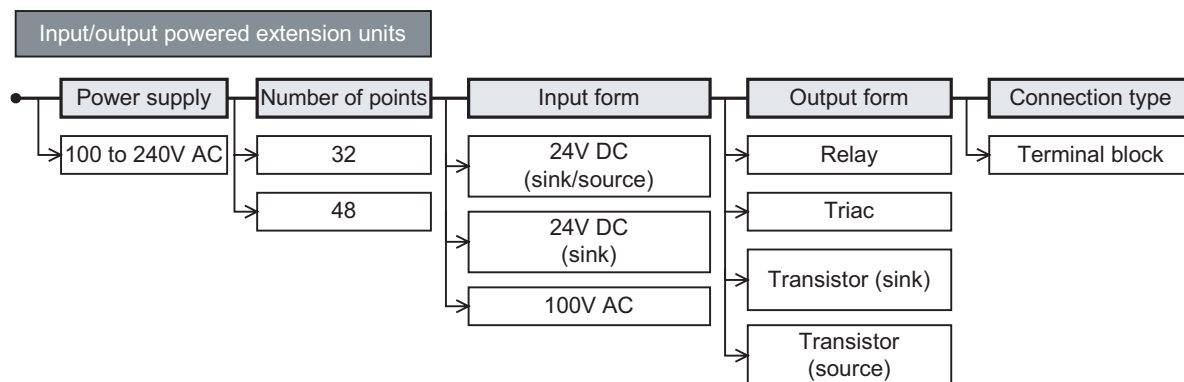 Input/output powered extension units
Power supply
Number of points
Input form
Output form
Connection type
100 to 240V AC
32
48
24V DC
(sink/source)
24V DC
(sink)
100V AC
Relay
Triac
Transistor (sink)
Transistor
(source)
Terminal block